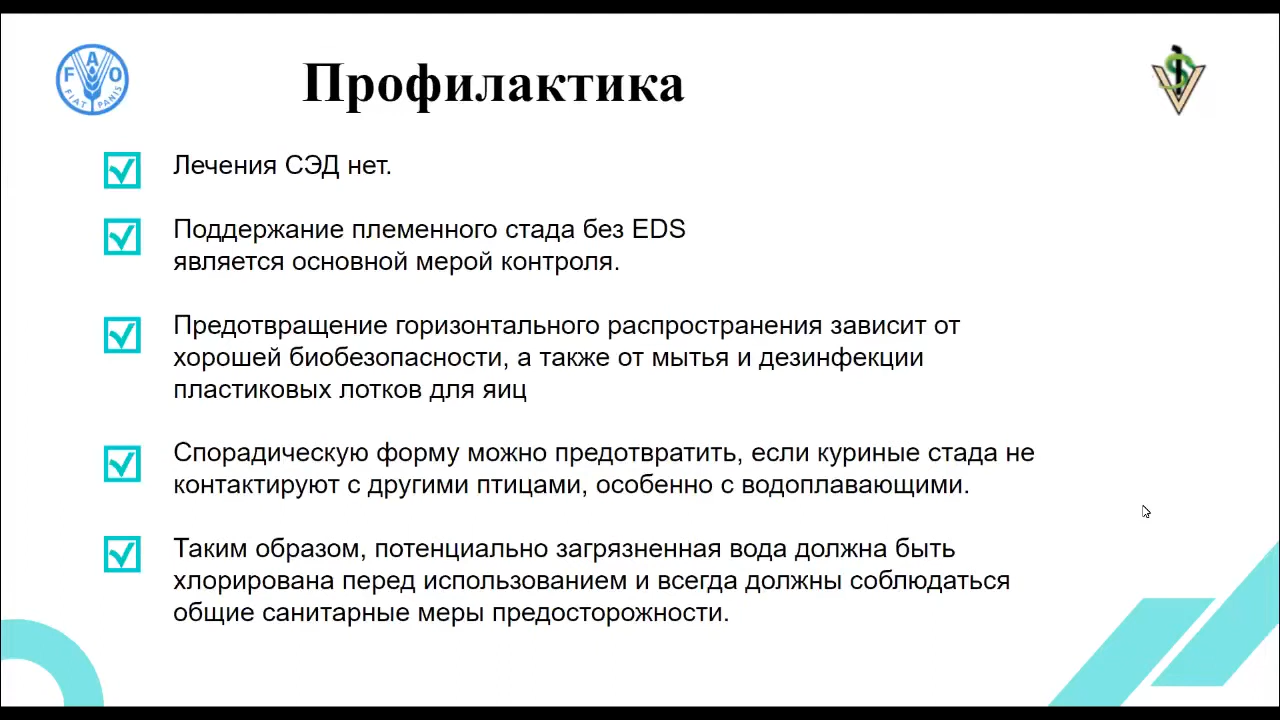 F A O
FIAT PANIS
Профилактика
Лечения СЭД нет.
Поддержание племенного стада без EDS
является основной мерой контроля.
Предотвращение горизонтального распространения зависит от
хорошей биобезопасности, а также от мытья и дезинфекции
пластиковых лотков для яиц
Спорадическую форму можно предотвратить, если куриные стада не
контактируют с другими птицами, особенно с водоплавающими.
Таким образом, потенциально загрязненная вода должна быть
хлорирована перед использованием и всегда должны соблюдаться
общие санитарные меры предосторожности.